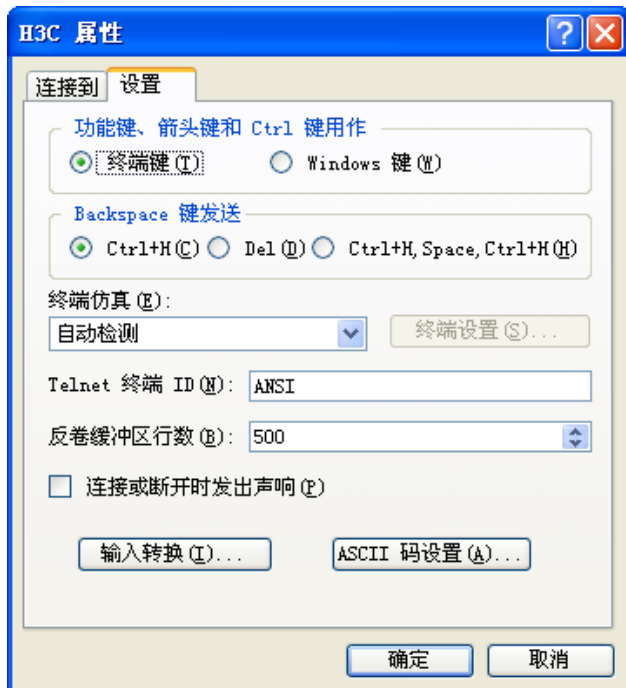 H3C 属性
连接到 设置
功能键、箭头键和 Ctrl 键用作
终端键(T) Windows 键(W)
Backspace 键发送
Ctrl+H(C) Del(D) Ctrl+H,Space,Ctrl+H(H)
终端仿真(E):
自动检测 终端设置(S)...
Telnet 终端 ID(N): ANSI
反卷缓冲区行数(B): 500
连接或断开时发出声响(P)
输入转换(I)... ASCII 码设置(A)...
确定 取消